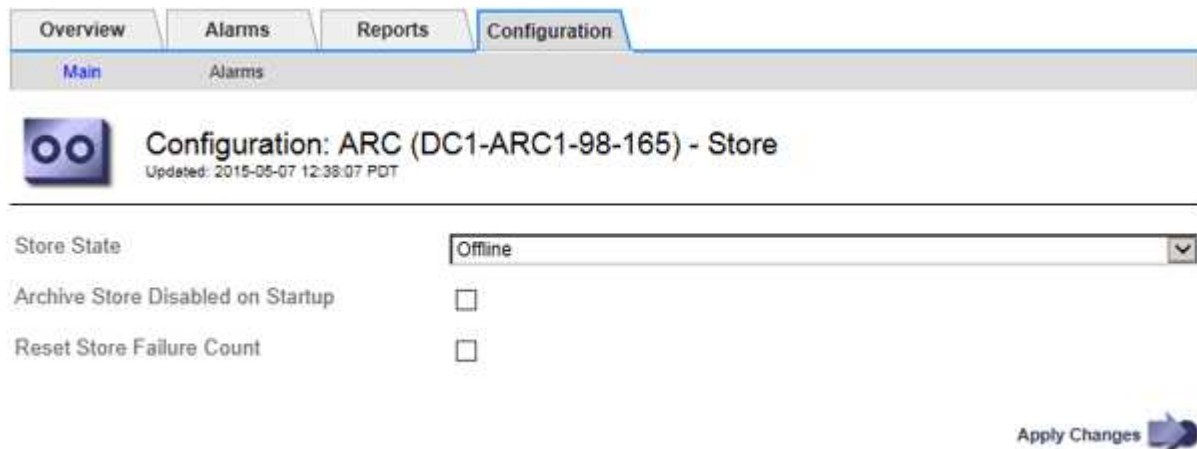 Overview Alarms Reports Configuration
Main Alarms
Configuration: ARC (DC1-ARC1-98-165) - Store
Updated: 2015-05-07 12:38:07 PDT
Store State Offline
Archive Store Disabled on Startup
Reset Store Failure Count
Apply Changes